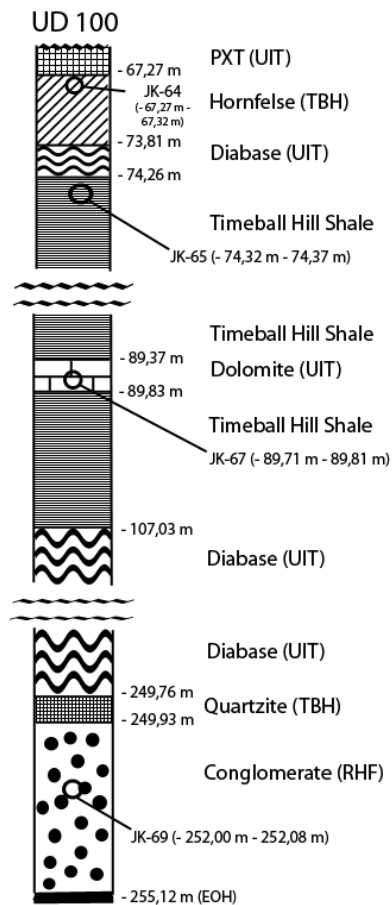 UD 100
PXT (UIT)
- 67,27 m
JK-64
(- 67,27 m -
67,32 m)
Hornfelse (TBH)
- 73,81 m
Diabase (UIT)
- 74,26 m
Timeball Hill Shale
JK-65 (- 74,32 m - 74,37 m)
Timeball Hill Shale
- 89,37 m
Dolomite (UIT)
- 89,83 m
Timeball Hill Shale
JK-67 (- 89,71 m - 89,81 m)
- 107,03 m
Diabase (UIT)
Diabase (UIT)
- 249,76 m
Quartzite (TBH)
- 249,93 m
Conglomerate (RHF)
JK-69 (- 252,00 m - 252,08 m)
- 255,12 m (EOH)